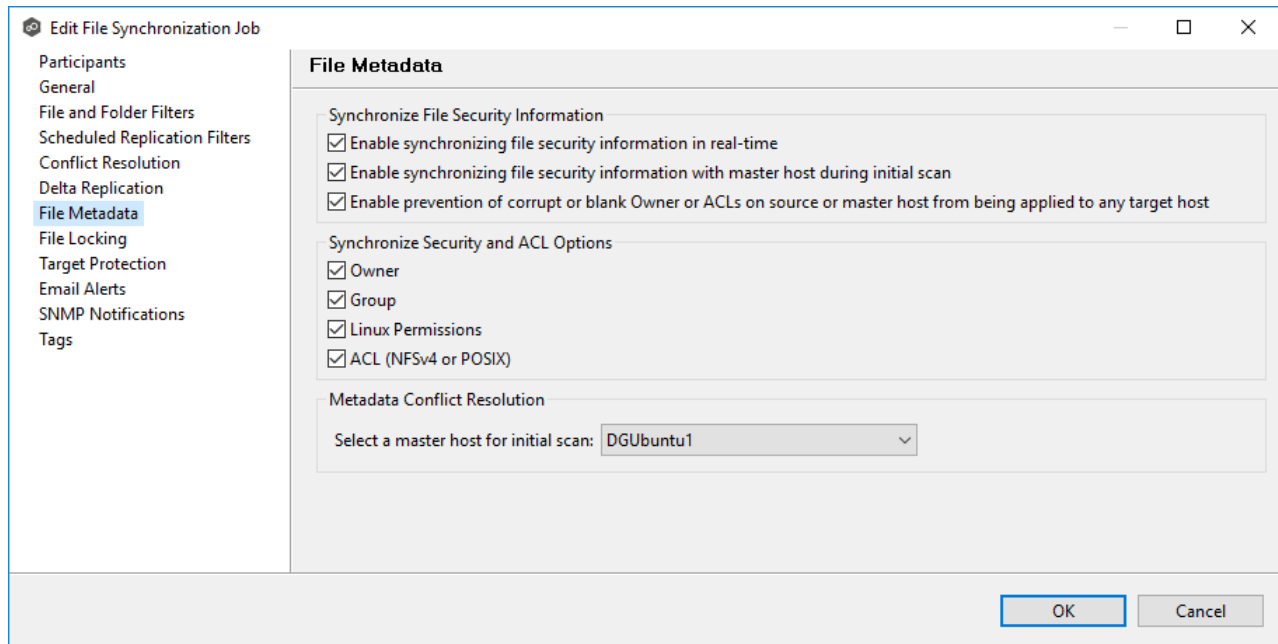 Edit File Synchronization Job
Participants
General
File and Folder Filters
Scheduled Replication Filters
Conflict Resolution
Delta Replication
File Metadata
File Locking
Target Protection
Email Alerts
SNMP Notifications
Tags
File Metadata
Synchronize File Security Information
Enable synchronizing file security information in real-time
Enable synchronizing file security information with master host during initial scan
Enable prevention of corrupt or blank Owner or ACLs on source or master host from being applied to any target host
Synchronize Security and ACL Options
Owner
Group
Linux Permissions
ACL (NFSv4 or POSIX)
Metadata Conflict Resolution
Select a master host for initial scan: DGUbuntu1
OK Cancel